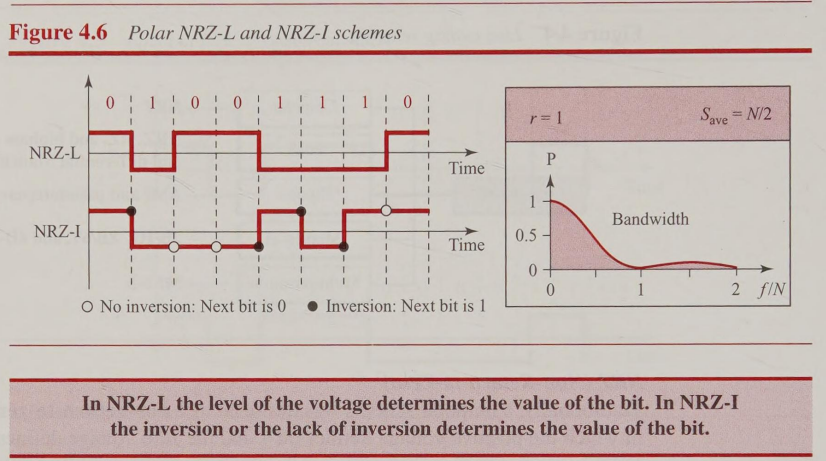 Figure 4.6 Polar NRZ-L and NRZ-I schemes
0 1 0 0 1 1 1 0
NRZ-L
Time
NRZ-I
Time
○ No inversion: Next bit is 0 ● Inversion: Next bit is 1
r = 1 Save = N/2
P
1
Bandwidth
0.5
0
0 1 2 f/N
In NRZ-L the level of the voltage determines the value of the bit. In NRZ-I
the inversion or the lack of inversion determines the value of the bit.